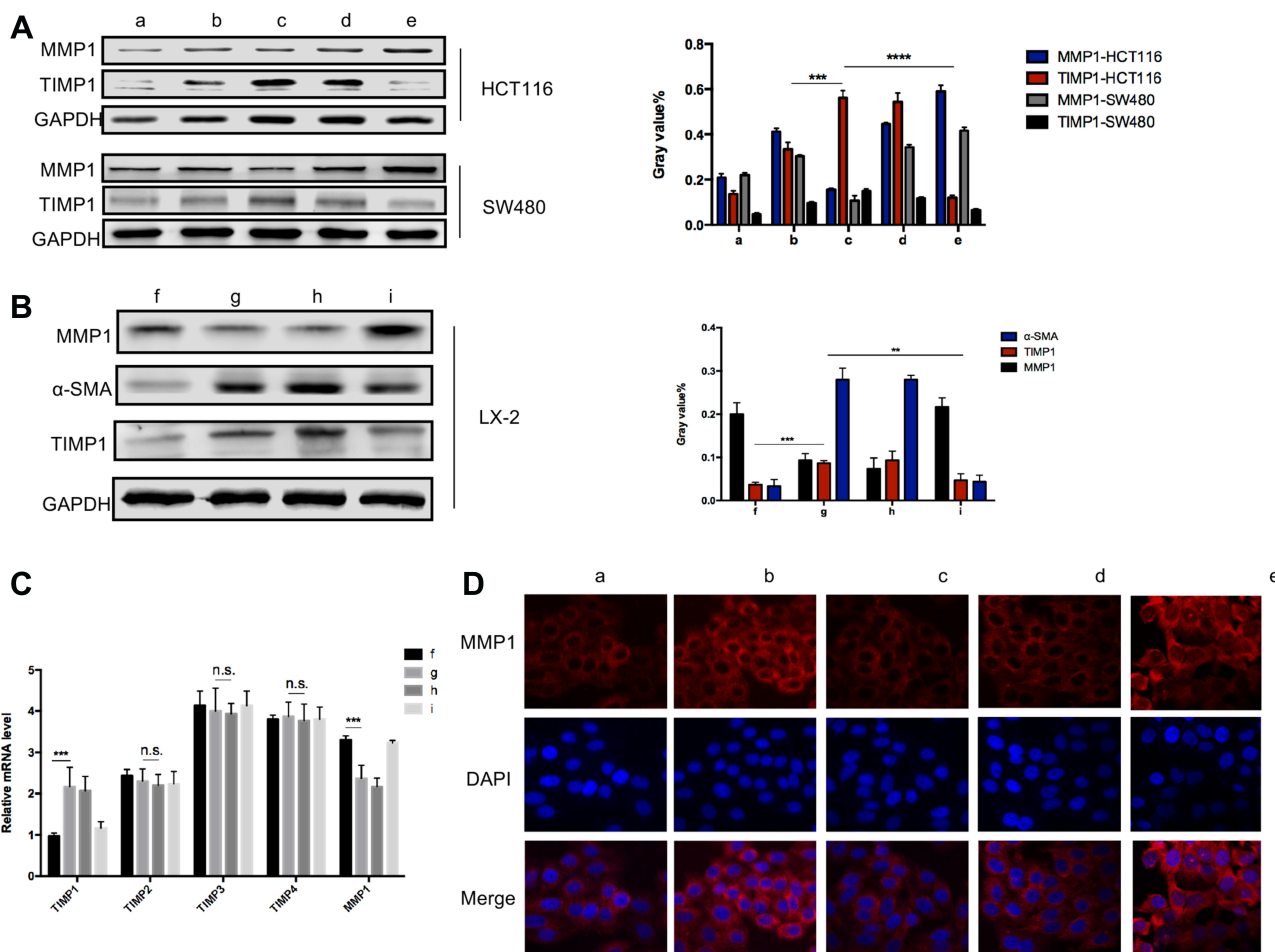 A
a b c d e
MMP1
TIMP1
GAPDH
HCT116
MMP1
TIMP1
GAPDH
SW480
Gray value%
0.8
0.6
0.4
0.2
0.0
*** ****
a b c d e
MMP1-HCT116
TIMP1-HCT116
MMP1-SW480
TIMP1-SW480
B
f g h i
MMP1
α-SMA
TIMP1
GAPDH
LX-2
Gray value%
0.4
0.3
0.2
0.1
0.0
*** **
f g h i
α-SMA
TIMP1
MMP1
C
Relative mRNA level
5
4
3
2
1
0
*** n.s. n.s. n.s. ***
TIMP1 TIMP2 TIMP3 TIMP4 MMP1
f
g
h
i
D
a b c d e
MMP1
DAPI
Merge